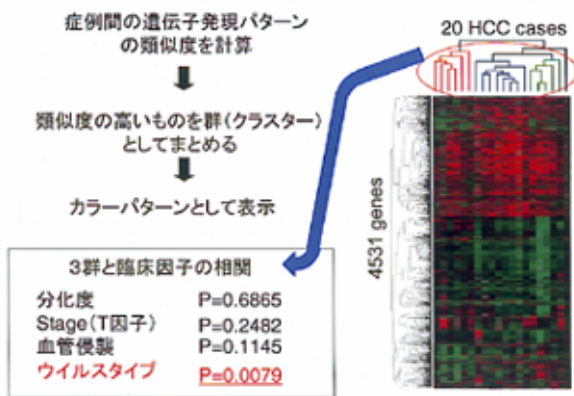 症例間の遺伝子発現パターン
の類似度を計算
類似度の高いものを群(クラスター)
としてまとめる
カラーパターンとして表示
3群と臨床因子の相関
分化度 P=0.6865
Stage(T因子) P=0.2482
血管侵襲 P=0.1145
ウイルスタイプ P=0.0079
20 HCC cases
4531 genes